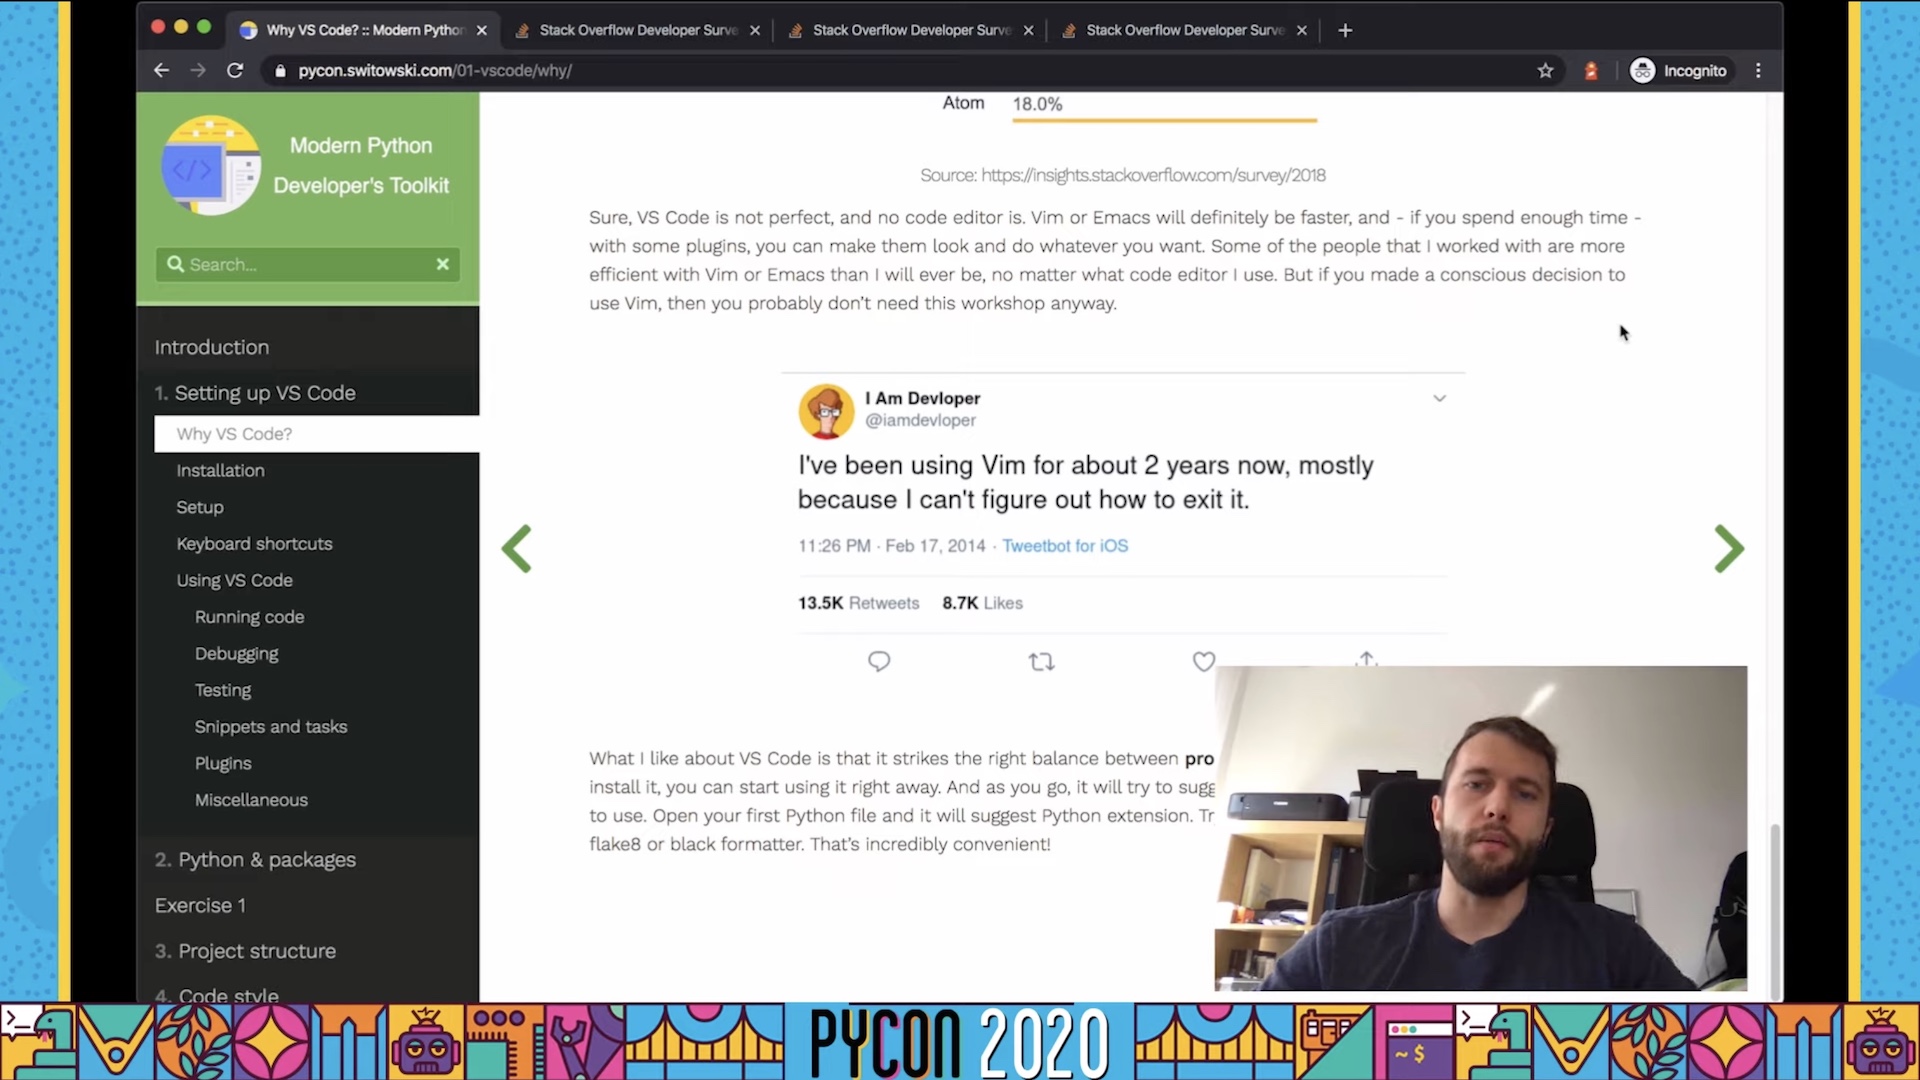 Why VS Code? :: Modern Python
Stack Overflow Developer Surve
Stack Overflow Developer Surve
Stack Overflow Developer Surve
pycon.switowski.com/01-vscode/why/
Incognito
Modern Python
Developer's Toolkit
Search...
Introduction
1. Setting up VS Code
Why VS Code?
Installation
Setup
Keyboard shortcuts
Using VS Code
Running code
Debugging
Testing
Snippets and tasks
Plugins
Miscellaneous
2. Python & packages
Exercise 1
3. Project structure
4. Code style
Atom 18.0%
Source: https://insights.stackoverflow.com/survey/2018
Sure, VS Code is not perfect, and no code editor is. Vim or Emacs will definitely be faster, and - if you spend enough time -
with some plugins, you can make them look and do whatever you want. Some of the people that I worked with are more
efficient with Vim or Emacs than I will ever be, no matter what code editor I use. But if you made a conscious decision to
use Vim, then you probably don't need this workshop anyway.
I Am Devloper
@iamdevloper
I've been using Vim for about 2 years now, mostly
because I can't figure out how to exit it.
11:26 PM · Feb 17, 2014 · Tweetbot for iOS
13.5K Retweets 8.7K Likes
What I like about VS Code is that it strikes the right balance between pro
install it, you can start using it right away. And as you go, it will try to sugg
to use. Open your first Python file and it will suggest Python extension. Tr
flake8 or black formatter. That's incredibly convenient!
PYCON 2020
~ $